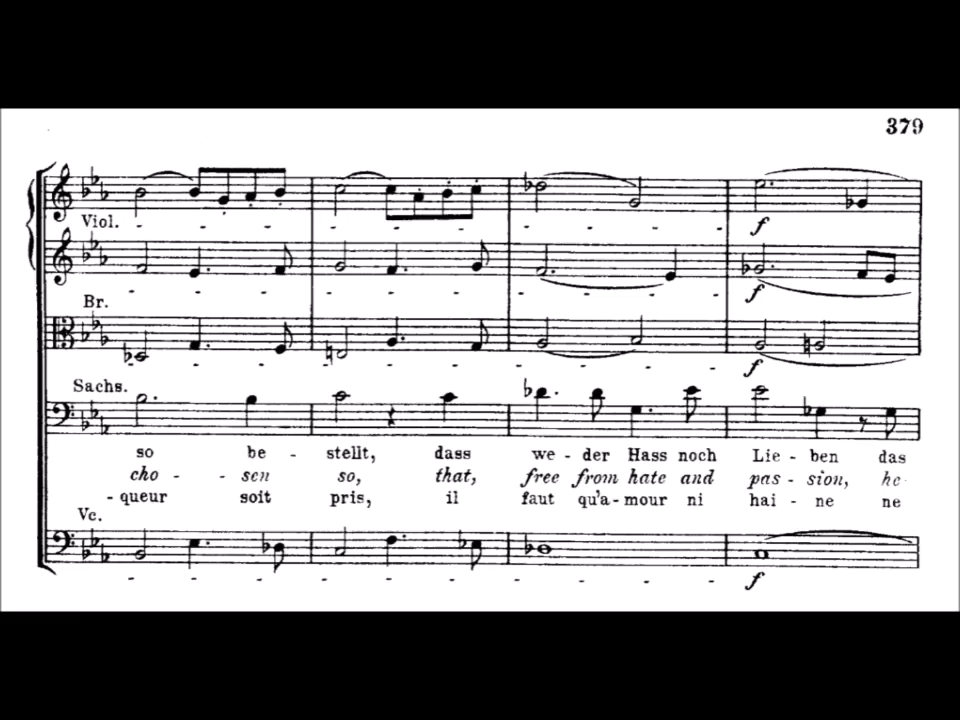 379
Viol.
Br.
f
f
f
Sachs.
so be - stellt, dass we - der Hass noch Lie - ben das
cho - - sen so, that, free from hate and pas - sion, he
- queur soit pris, il faut qu'a - mour ni hai - ne ne
Vc.
f